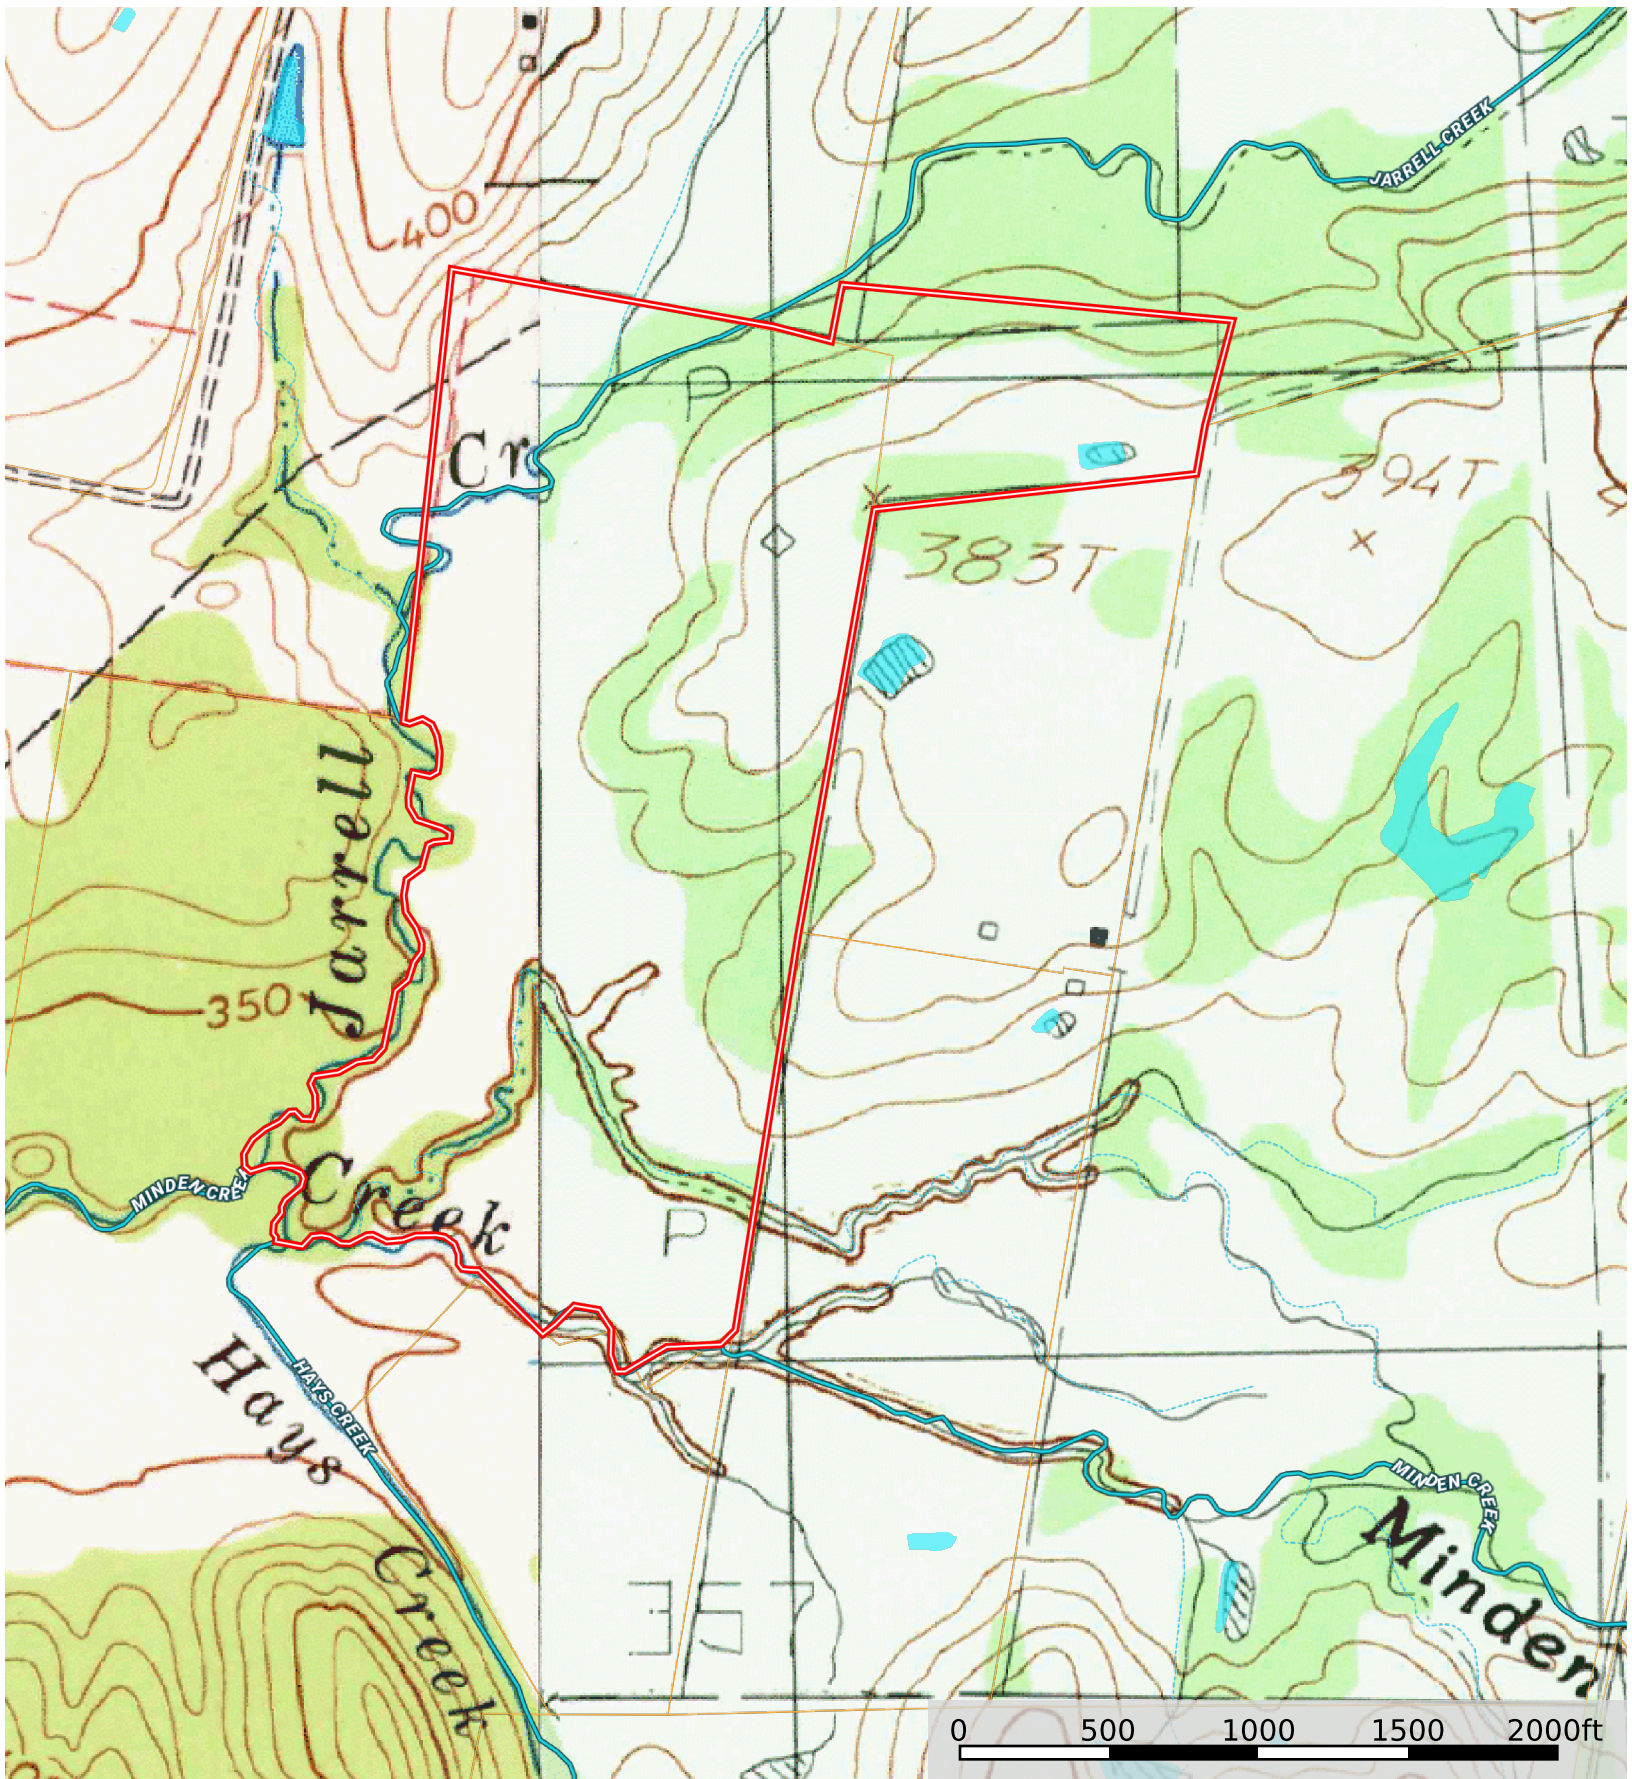 JARRELL CREEK
400
P
Cr
394T
383T
Jarrell
350
MINDEN CREE
Creek
P
Hays
HAYS CREEK
MINDEN CREEK
Minden
Creek
357
0 500 1000 1500 2000ft